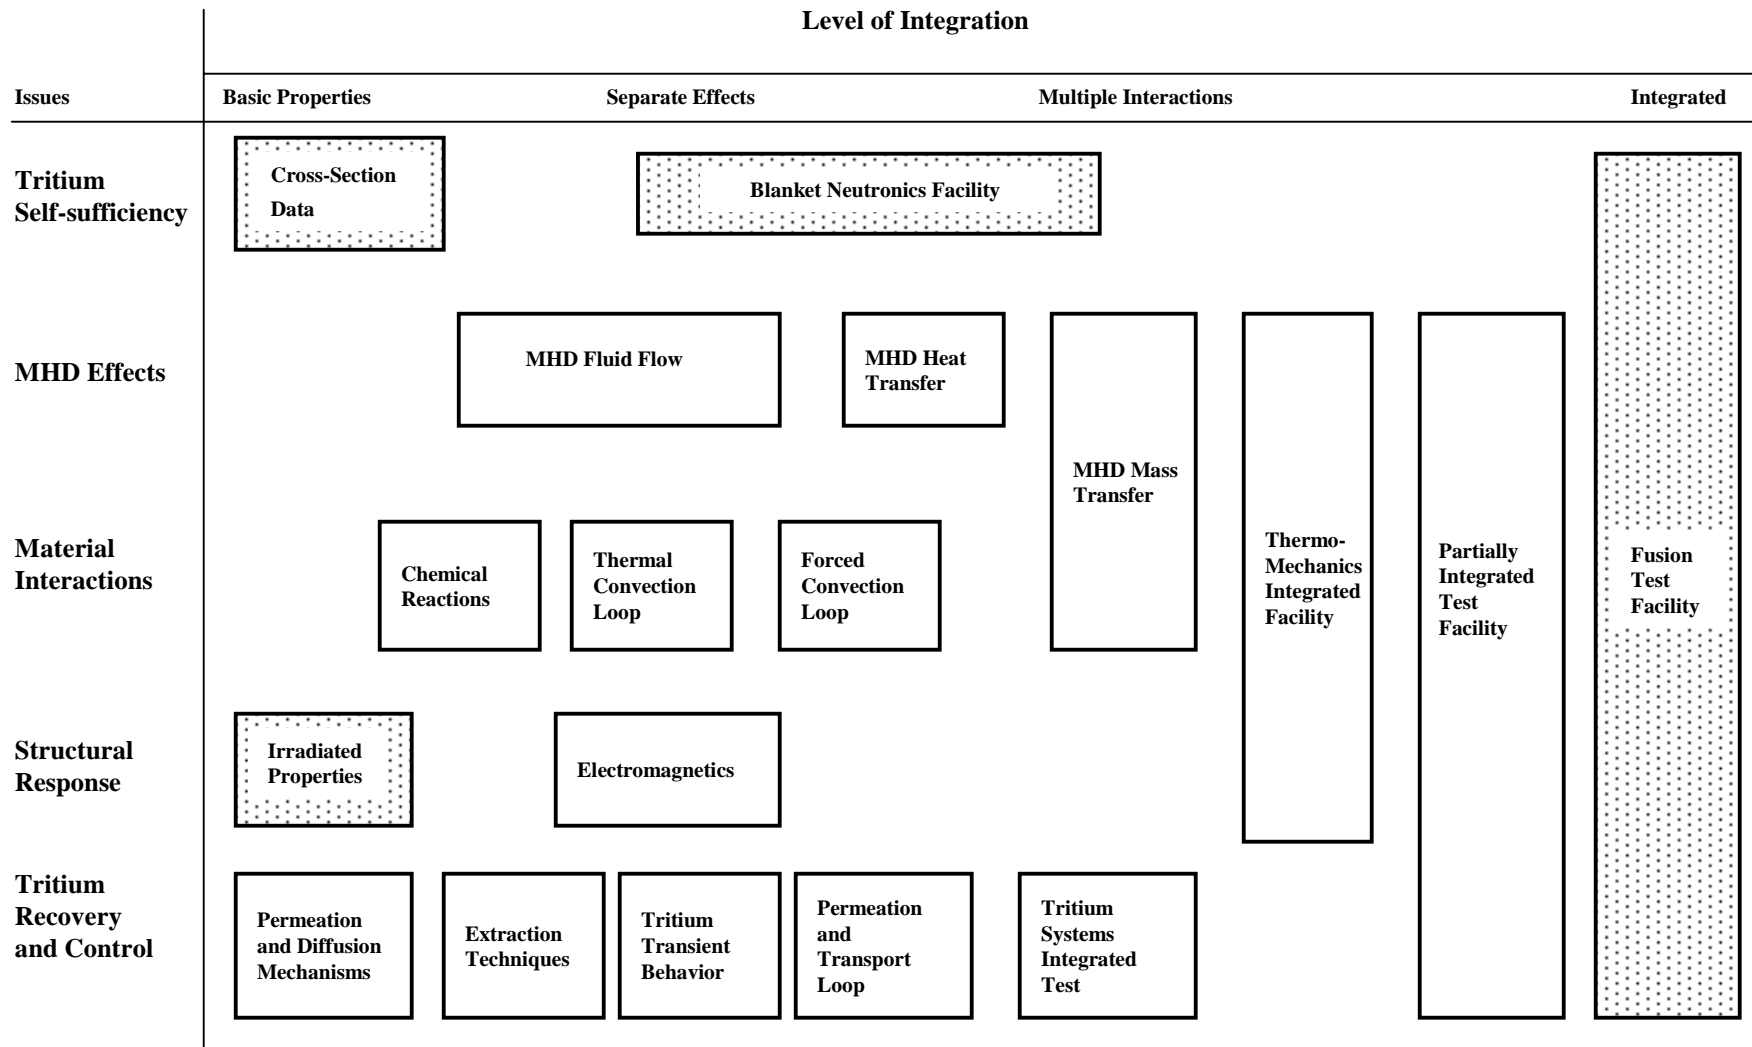 Level of Integration
Issues
Basic Properties
Separate Effects
Multiple Interactions
Integrated
Tritium
Self-sufficiency
Cross-Section
Data
Blanket Neutronics Facility
MHD Effects
MHD Fluid Flow
MHD Heat
Transfer
MHD Mass
Transfer
Material
Interactions
Chemical
Reactions
Thermal
Convection
Loop
Forced
Convection
Loop
Thermo-
Mechanics
Integrated
Facility
Partially
Integrated
Test
Facility
Fusion
Test
Facility
Structural
Response
Irradiated
Properties
Electromagnetics
Tritium
Recovery
and Control
Permeation
and Diffusion
Mechanisms
Extraction
Techniques
Tritium
Transient
Behavior
Permeation
and
Transport
Loop
Tritium
Systems
Integrated
Test